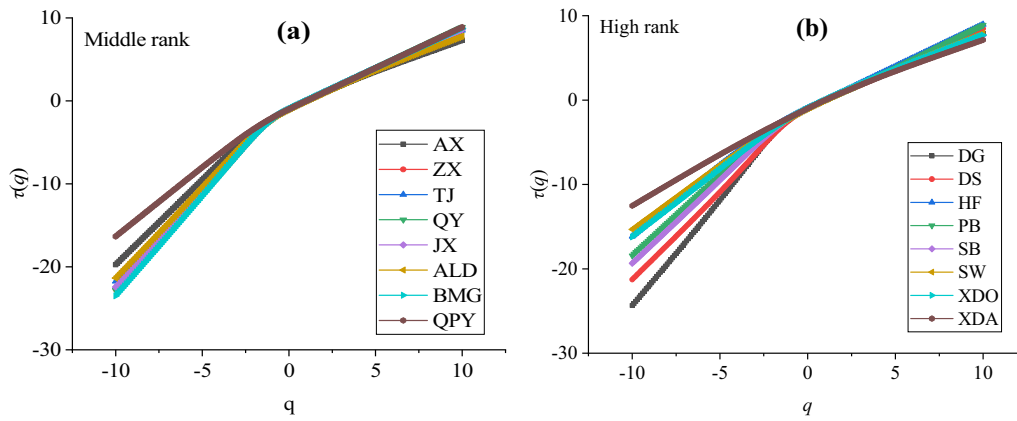 Middle rank
(a)
10
0
-10
-20
-30
τ(q)
-10 -5 0 5 10
q
AX
ZX
TJ
QY
JX
ALD
BMG
QPY
High rank
(b)
10
0
-10
-20
-30
τ(q)
-10 -5 0 5 10
q
DG
DS
HF
PB
SB
SW
XDO
XDA